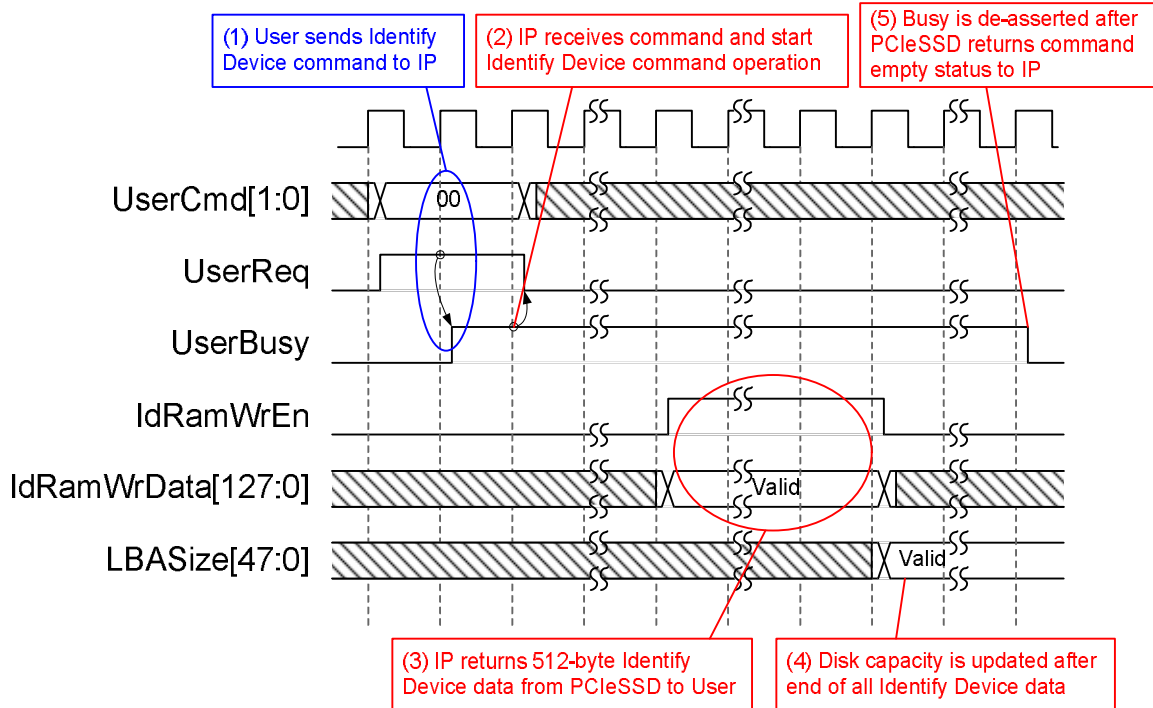 (1) User sends Identify
Device command to IP
(2) IP receives command and start
Identify Device command operation
(5) Busy is de-asserted after
PCIeSSD returns command
empty status to IP
UserCmd[1:0]
00
UserReq
UserBusy
IdRamWrEn
IdRamWrData[127:0]
Valid
LBASize[47:0]
Valid
(3) IP returns 512-byte Identify
Device data from PCIeSSD to User
(4) Disk capacity is updated after
end of all Identify Device data